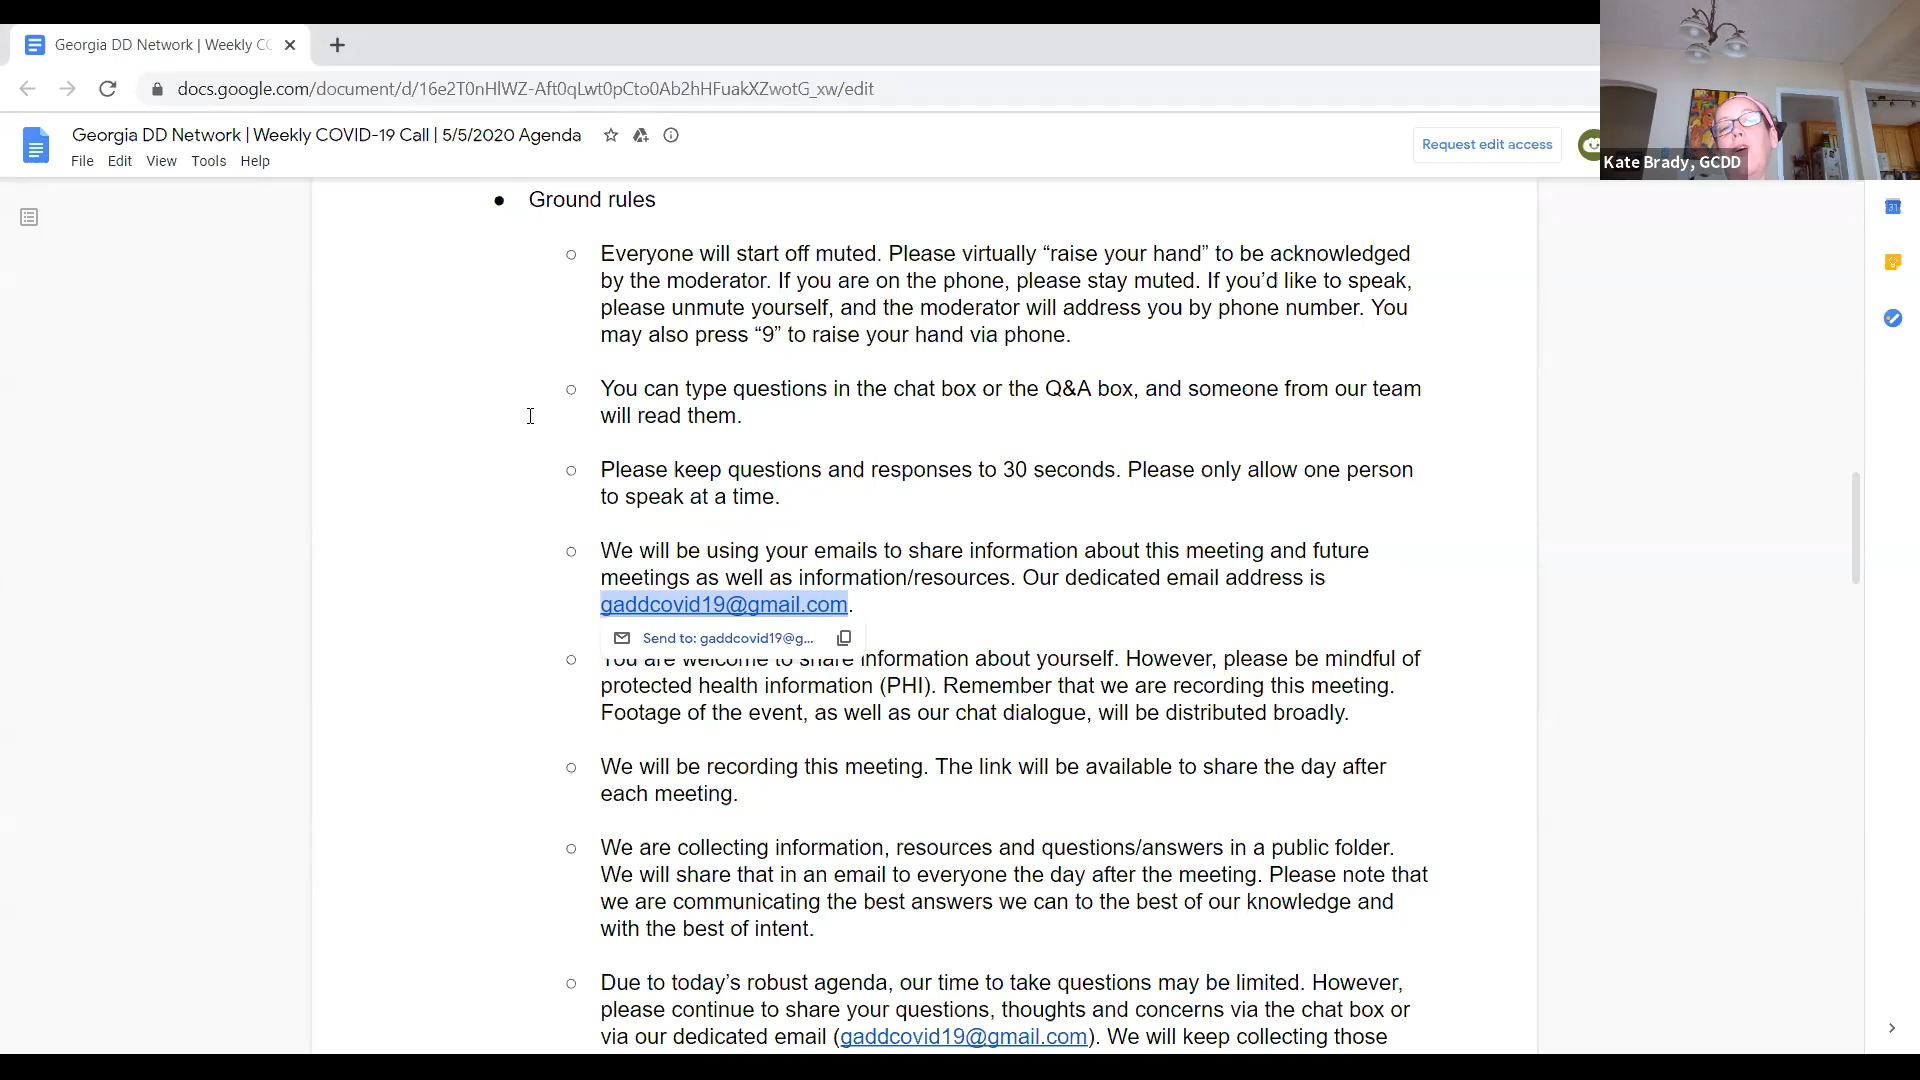 Georgia DD Network | Weekly CO
docs.google.com/document/d/16e2T0nHlWZ-Aft0qLwt0pCto0Ab2hHFuakXZwotG_xw/edit
Georgia DD Network | Weekly COVID-19 Call | 5/5/2020 Agenda
Request edit access
File Edit View Tools Help
Kate Brady, GCDD
31
Ground rules
Everyone will start off muted. Please virtually “raise your hand” to be acknowledged
by the moderator. If you are on the phone, please stay muted. If you’d like to speak,
please unmute yourself, and the moderator will address you by phone number. You
may also press “9” to raise your hand via phone.
You can type questions in the chat box or the Q&A box, and someone from our team
will read them.
Please keep questions and responses to 30 seconds. Please only allow one person
to speak at a time.
We will be using your emails to share information about this meeting and future
meetings as well as information/resources. Our dedicated email address is
gaddcovid19@gmail.com.
Send to: gaddcovid19@g...
You are welcome to share information about yourself. However, please be mindful of
protected health information (PHI). Remember that we are recording this meeting.
Footage of the event, as well as our chat dialogue, will be distributed broadly.
We will be recording this meeting. The link will be available to share the day after
each meeting.
We are collecting information, resources and questions/answers in a public folder.
We will share that in an email to everyone the day after the meeting. Please note that
we are communicating the best answers we can to the best of our knowledge and
with the best of intent.
Due to today’s robust agenda, our time to take questions may be limited. However,
please continue to share your questions, thoughts and concerns via the chat box or
via our dedicated email (gaddcovid19@gmail.com). We will keep collecting those